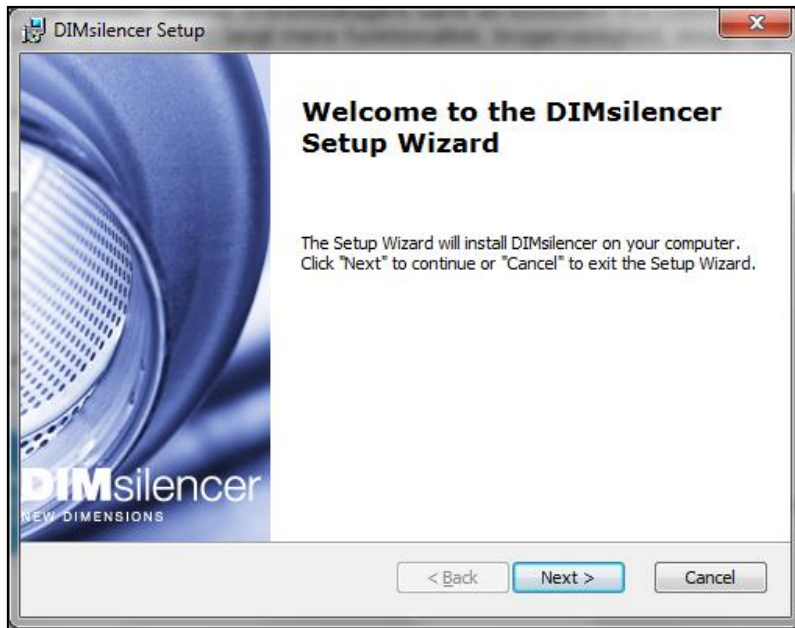 DIMsilencer Setup
Welcome to the DIMsilencer
Setup Wizard
The Setup Wizard will install DIMsilencer on your computer.
Click "Next" to continue or "Cancel" to exit the Setup Wizard.
DIMsilencer
NEW DIMENSIONS
< Back
Next >
Cancel